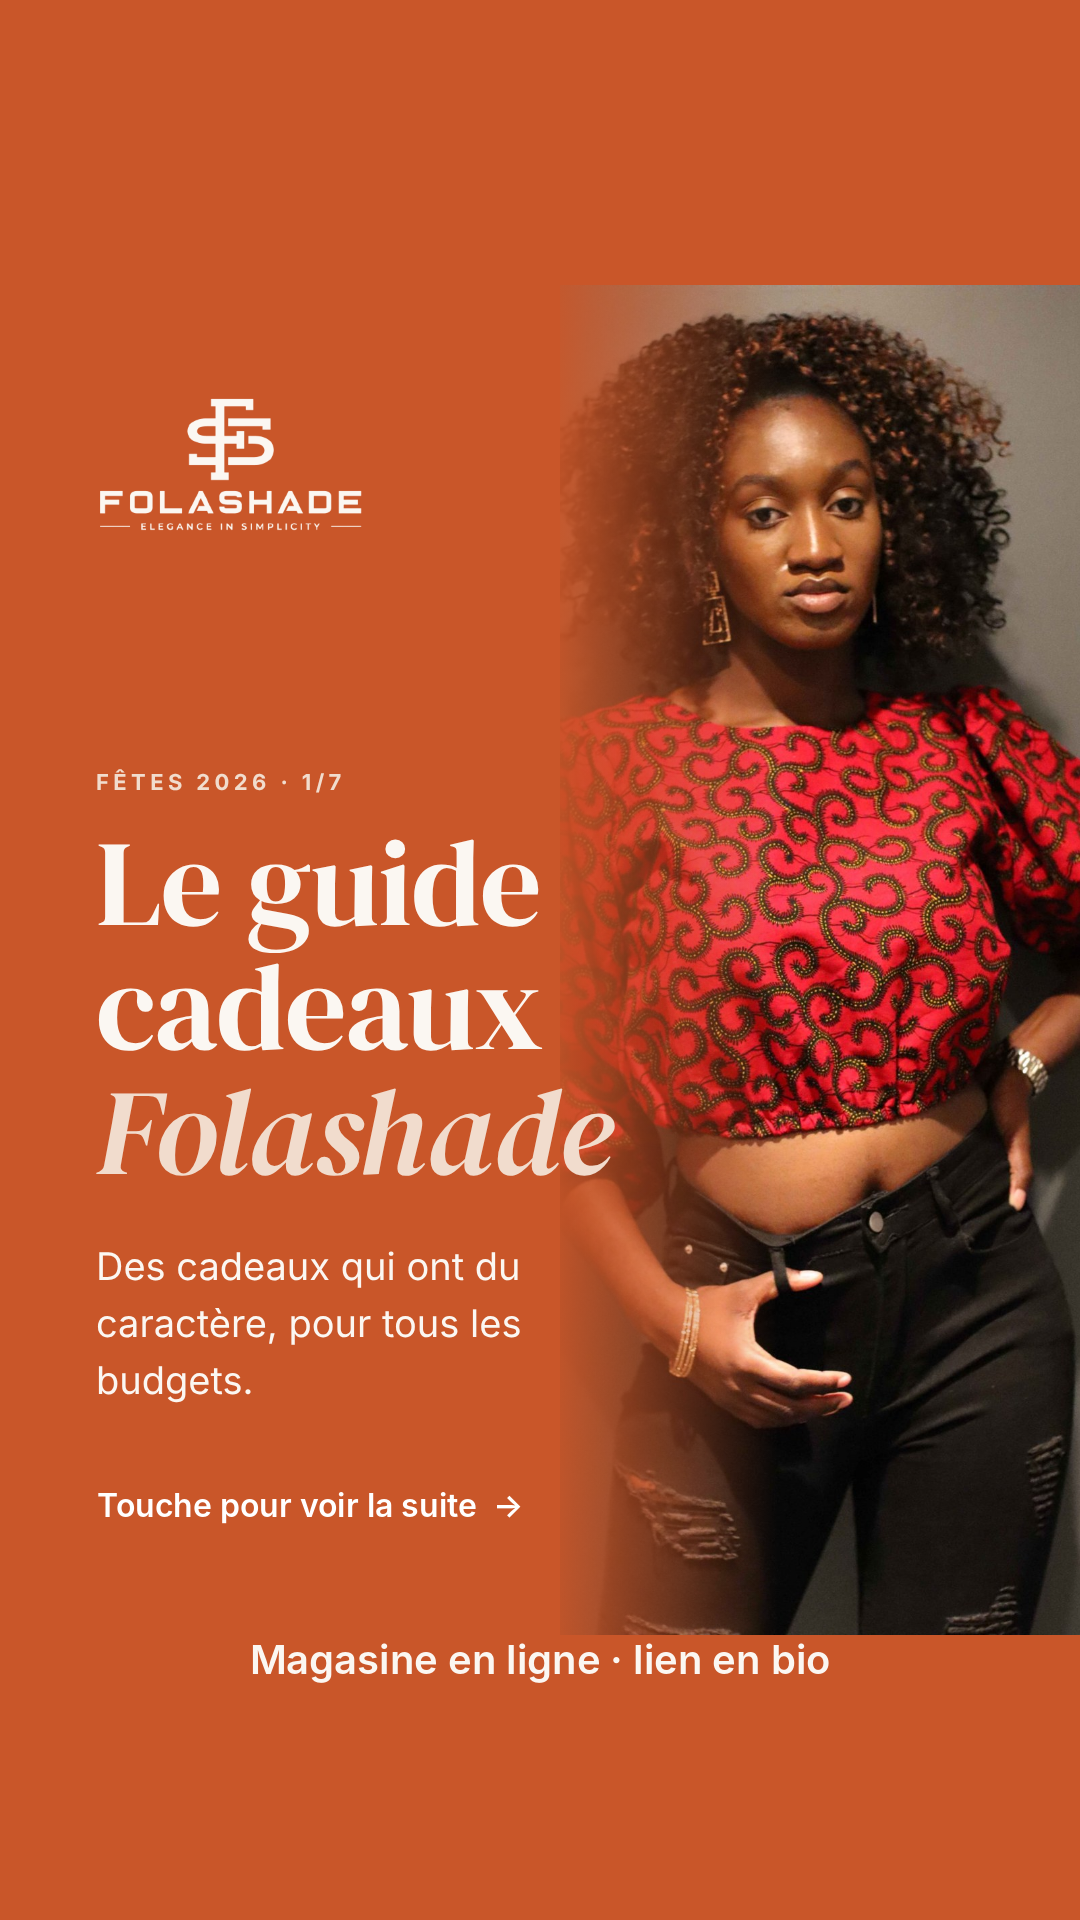 FS
FOLASHADE
ELEGANCE IN SIMPLICITY
FÊTES 2026 · 1/7
Le guide
cadeaux
Folashade
Des cadeaux qui ont du
caractère, pour tous les
budgets.
Touche pour voir la suite →
Magasine en ligne · lien en bio